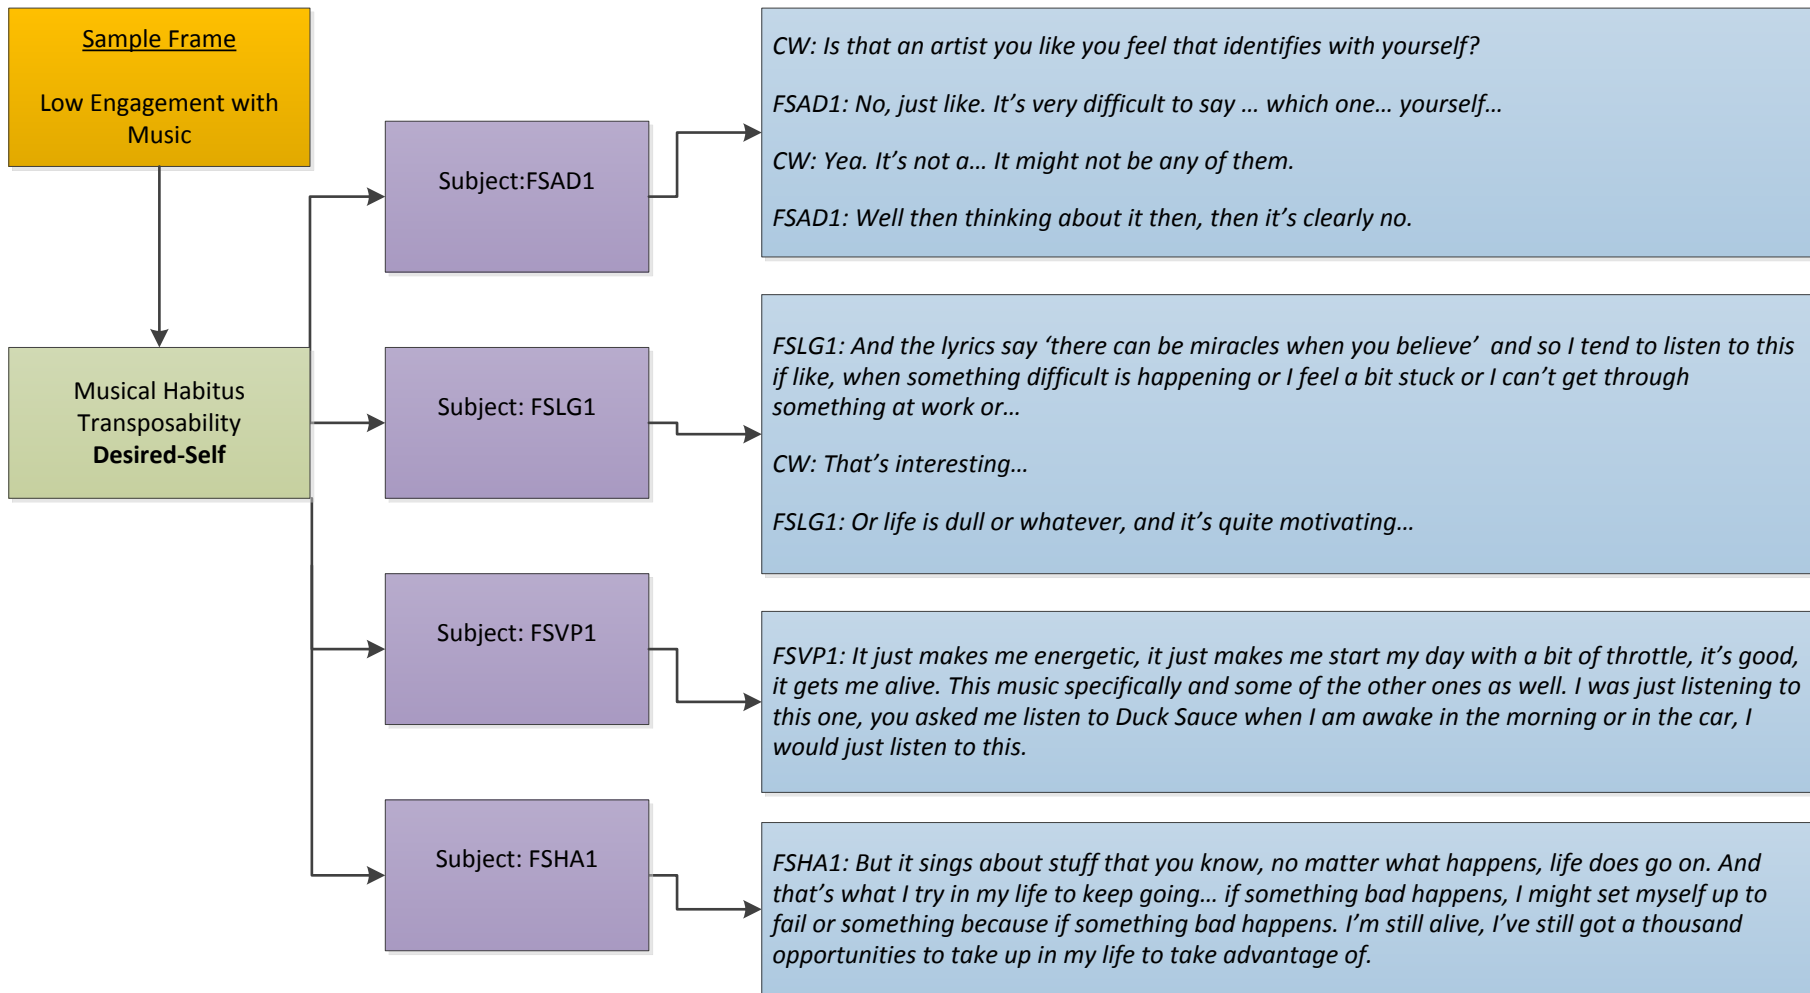 Sample Frame
Low Engagement with
Music
Musical Habitus
Transposability
Desired-Self
Subject:FSAD1
CW: Is that an artist you like you feel that identifies with yourself?
FSAD1: No, just like. It’s very difficult to say … which one… yourself…
CW: Yea. It’s not a… It might not be any of them.
FSAD1: Well then thinking about it then, then it’s clearly no.
Subject: FSLG1
FSLG1: And the lyrics say ‘there can be miracles when you believe’  and so I tend to listen to this
if like, when something difficult is happening or I feel a bit stuck or I can’t get through
something at work or…
CW: That’s interesting…
FSLG1: Or life is dull or whatever, and it’s quite motivating…
Subject: FSVP1
FSVP1: It just makes me energetic, it just makes me start my day with a bit of throttle, it’s good,
it gets me alive. This music specifically and some of the other ones as well. I was just listening to
this one, you asked me listen to Duck Sauce when I am awake in the morning or in the car, I
would just listen to this.
Subject: FSHA1
FSHA1: But it sings about stuff that you know, no matter what happens, life does go on. And
that’s what I try in my life to keep going… if something bad happens, I might set myself up to
fail or something because if something bad happens. I’m still alive, I’ve still got a thousand
opportunities to take up in my life to take advantage of.